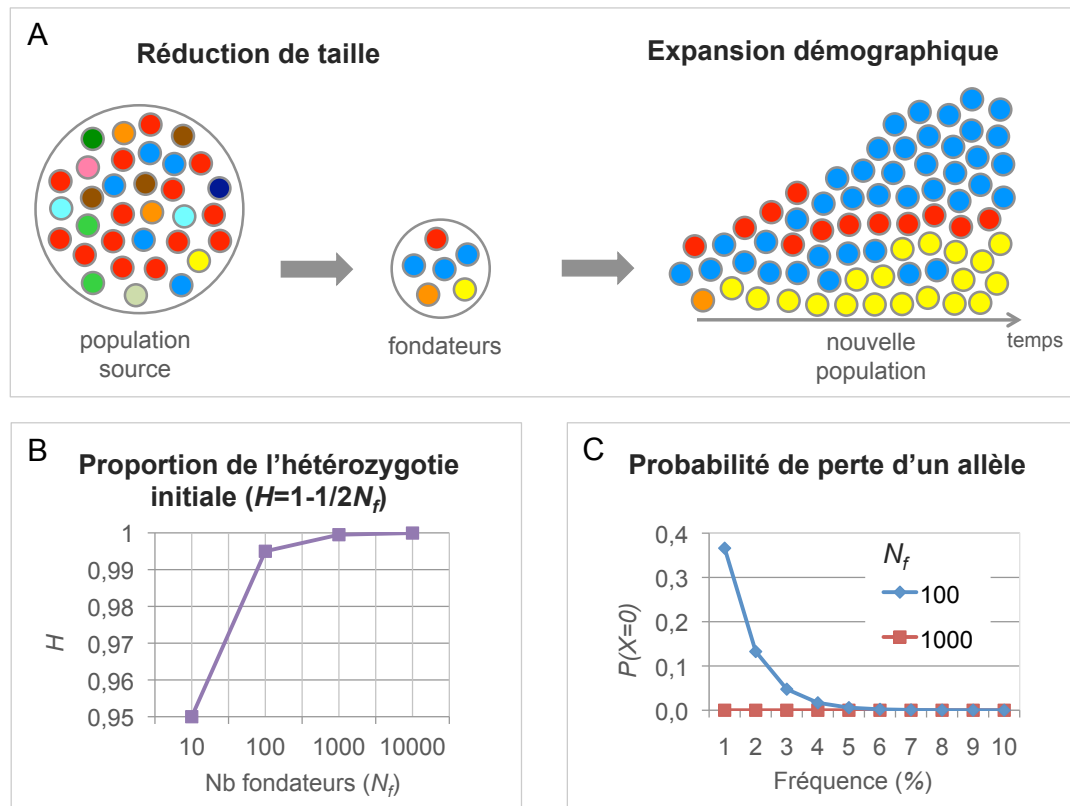 A
Réduction de taille
Expansion démographique
population
source
fondateurs
nouvelle
population
temps
B
Proportion de l'hétérozygotie
initiale (H=1-1/2Nf)
1
0,99
0,98
0,97
0,96
0,95
H
10 100 1000 10000
Nb fondateurs (Nf)
C
Probabilité de perte d'un allèle
0,4
0,3
0,2
0,1
0,0
P(X=0)
Nf
100
1000
1 2 3 4 5 6 7 8 9 10
Fréquence (%)